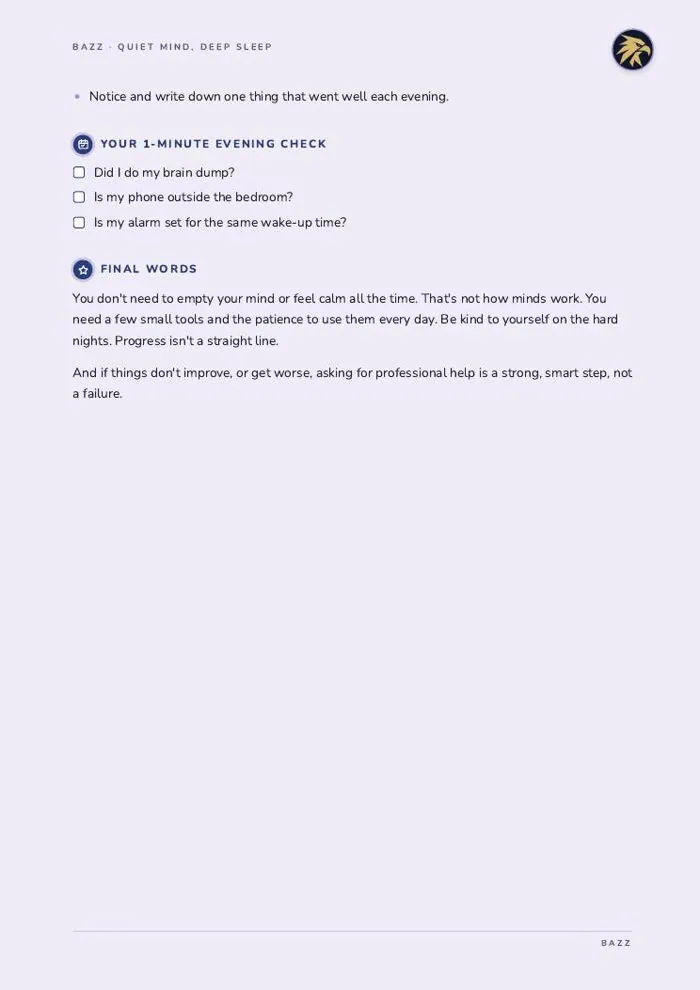 BAZZ · QUIET MIND, DEEP SLEEP
• Notice and write down one thing that went well each evening.
YOUR 1-MINUTE EVENING CHECK
Did I do my brain dump?
Is my phone outside the bedroom?
Is my alarm set for the same wake-up time?
FINAL WORDS
You don't need to empty your mind or feel calm all the time. That's not how minds work. You
need a few small tools and the patience to use them every day. Be kind to yourself on the hard
nights. Progress isn't a straight line.
And if things don't improve, or get worse, asking for professional help is a strong, smart step, not
a failure.
BAZZ